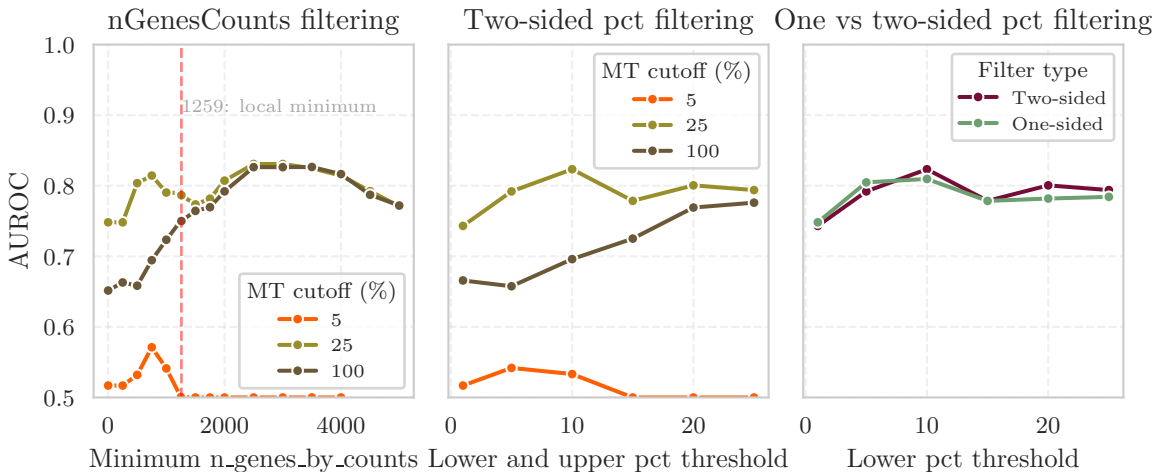 nGenesCounts filtering
Two-sided pct filtering
One vs two-sided pct filtering
AUROC
1.0
0.9
0.8
0.7
0.6
0.5
1259: local minimum
MT cutoff (%)
5
25
100
0
2000
4000
Minimum n_genes_by_counts
MT cutoff (%)
5
25
100
0
10
20
Lower and upper pct threshold
Filter type
Two-sided
One-sided
0
10
20
Lower pct threshold